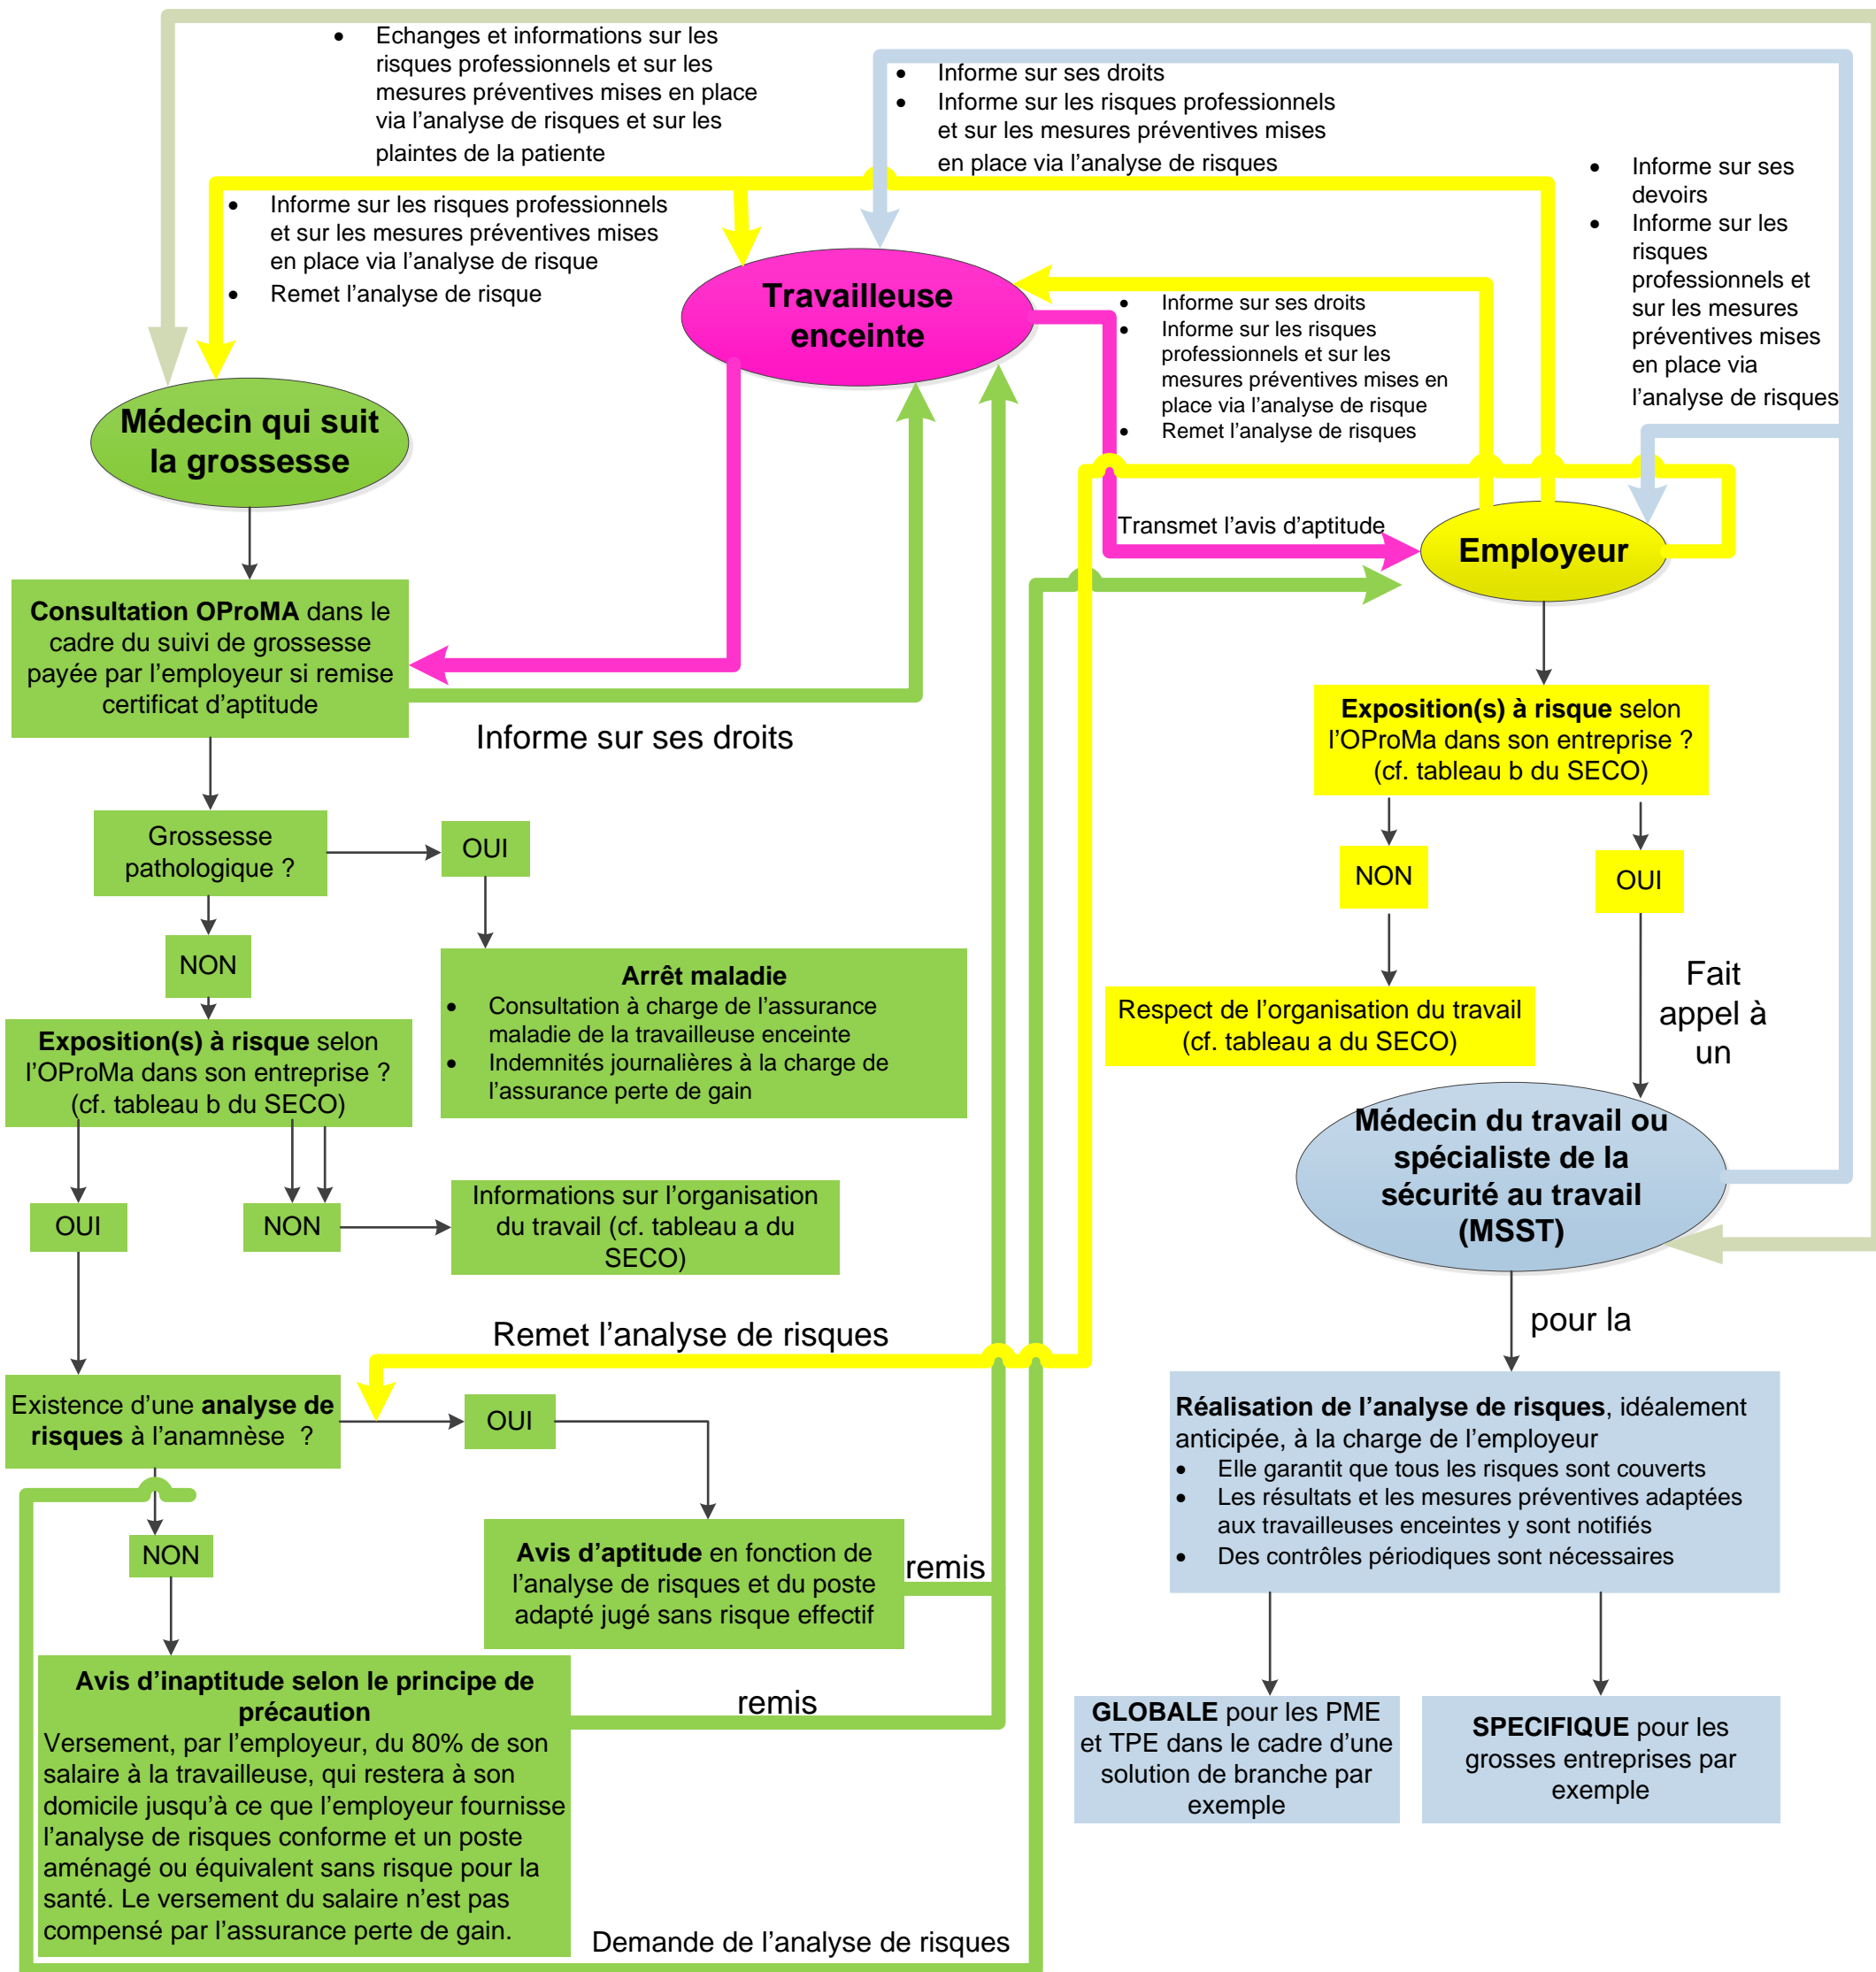 • Echanges et informations sur les
risques professionnels et sur les
mesures préventives mises en place
via l’analyse de risques et sur les
plaintes de la patiente
• Informe sur ses droits
• Informe sur les risques professionnels
et sur les mesures préventives mises
en place via l’analyse de risques
• Informe sur ses
devoirs
• Informe sur les
risques
professionnels et
sur les mesures
préventives mises
en place via
l’analyse de risques
• Informe sur les risques professionnels
et sur les mesures préventives mises
en place via l’analyse de risque
• Remet l’analyse de risque
Travailleuse
enceinte
• Informe sur ses droits
• Informe sur les risques
professionnels et sur les
mesures préventives mises en
place via l’analyse de risque
• Remet l’analyse de risques
Médecin qui suit
la grossesse
Transmet l’avis d’aptitude
Employeur
Consultation OProMA dans le
cadre du suivi de grossesse
payée par l’employeur si remise
certificat d’aptitude
Informe sur ses droits
Exposition(s) à risque selon
l’OProMa dans son entreprise ?
(cf. tableau b du SECO)
Grossesse
pathologique ?
OUI
NON
OUI
NON
Arrêt maladie
• Consultation à charge de l’assurance
maladie de la travailleuse enceinte
• Indemnités journalières à la charge de
l’assurance perte de gain
Respect de l’organisation du travail
(cf. tableau a du SECO)
Fait
appel à
un
Exposition(s) à risque selon
l’OProMa dans son entreprise ?
(cf. tableau b du SECO)
Médecin du travail ou
spécialiste de la
sécurité au travail
(MSST)
OUI
NON
Informations sur l’organisation
du travail (cf. tableau a du
SECO)
pour la
Remet l’analyse de risques
Existence d’une analyse de
risques à l’anamnèse ?
OUI
Réalisation de l’analyse de risques, idéalement
anticipée, à la charge de l’employeur
• Elle garantit que tous les risques sont couverts
• Les résultats et les mesures préventives adaptées
aux travailleuses enceintes y sont notifiés
• Des contrôles périodiques sont nécessaires
NON
Avis d’aptitude en fonction de
l’analyse de risques et du poste
adapté jugé sans risque effectif
remis
Avis d’inaptitude selon le principe de
précaution
Versement, par l’employeur, du 80% de son
salaire à la travailleuse, qui restera à son
domicile jusqu’à ce que l’employeur fournisse
l’analyse de risques conforme et un poste
aménagé ou équivalent sans risque pour la
santé. Le versement du salaire n’est pas
compensé par l’assurance perte de gain.
remis
GLOBALE pour les PME
et TPE dans le cadre d’une
solution de branche par
exemple
SPECIFIQUE pour les
grosses entreprises par
exemple
Demande de l’analyse de risques